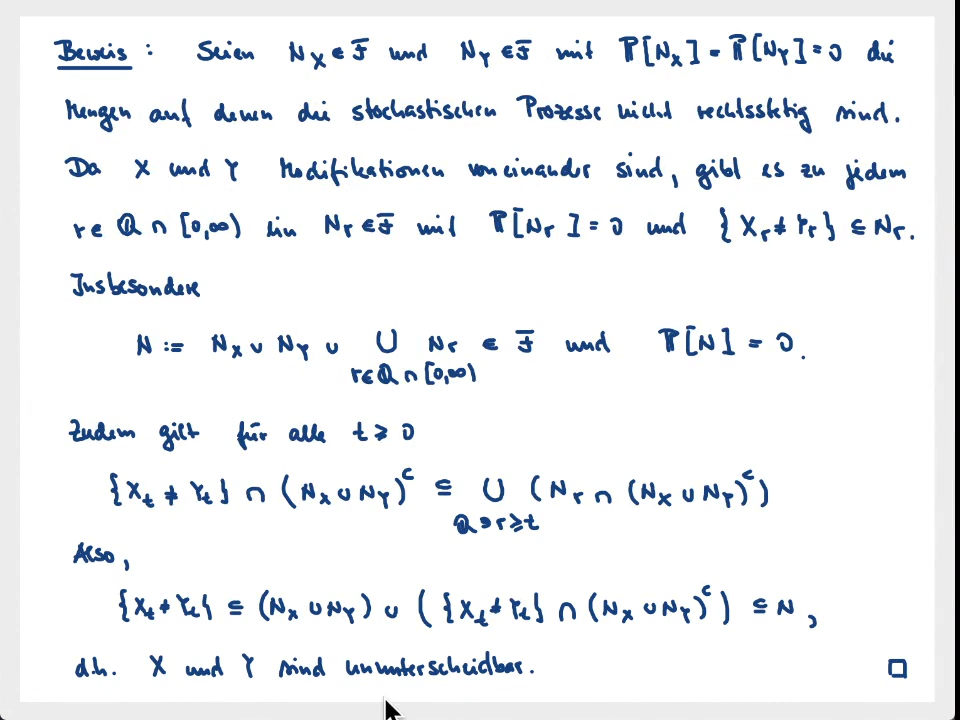 Beweis : Seien N_X ∈ F̄ und N_Y ∈ F̄ mit P[N_X] = P[N_Y] = 0 die
Mengen auf denen die stochastischen Prozesse nicht rechtsstetig sind.
Da X und Y Modifikationen voneinander sind, gibt es zu jedem
r ∈ Q ∩ [0,∞) ein N_r ∈ F̄ mit P[N_r] = 0 und { X_r ≠ Y_r } ⊆ N_r.
Insbesondere
N := N_X ∪ N_Y ∪ ⋃ N_r ∈ F̄ und P[N] = 0.
r ∈ Q ∩ [0,∞)
Zudem gilt für alle t ≥ 0
{ X_t ≠ Y_t } ∩ (N_X ∪ N_Y)^c ⊆ ⋃ (N_r ∩ (N_X ∪ N_Y)^c)
Q ∋ r ≥ t
Also,
{X_t ≠ Y_t} ⊆ (N_X ∪ N_Y) ∪ ( {X_t ≠ Y_t} ∩ (N_X ∪ N_Y)^c ) ⊆ N ,
d.h. X und Y sind ununterscheidbar. □